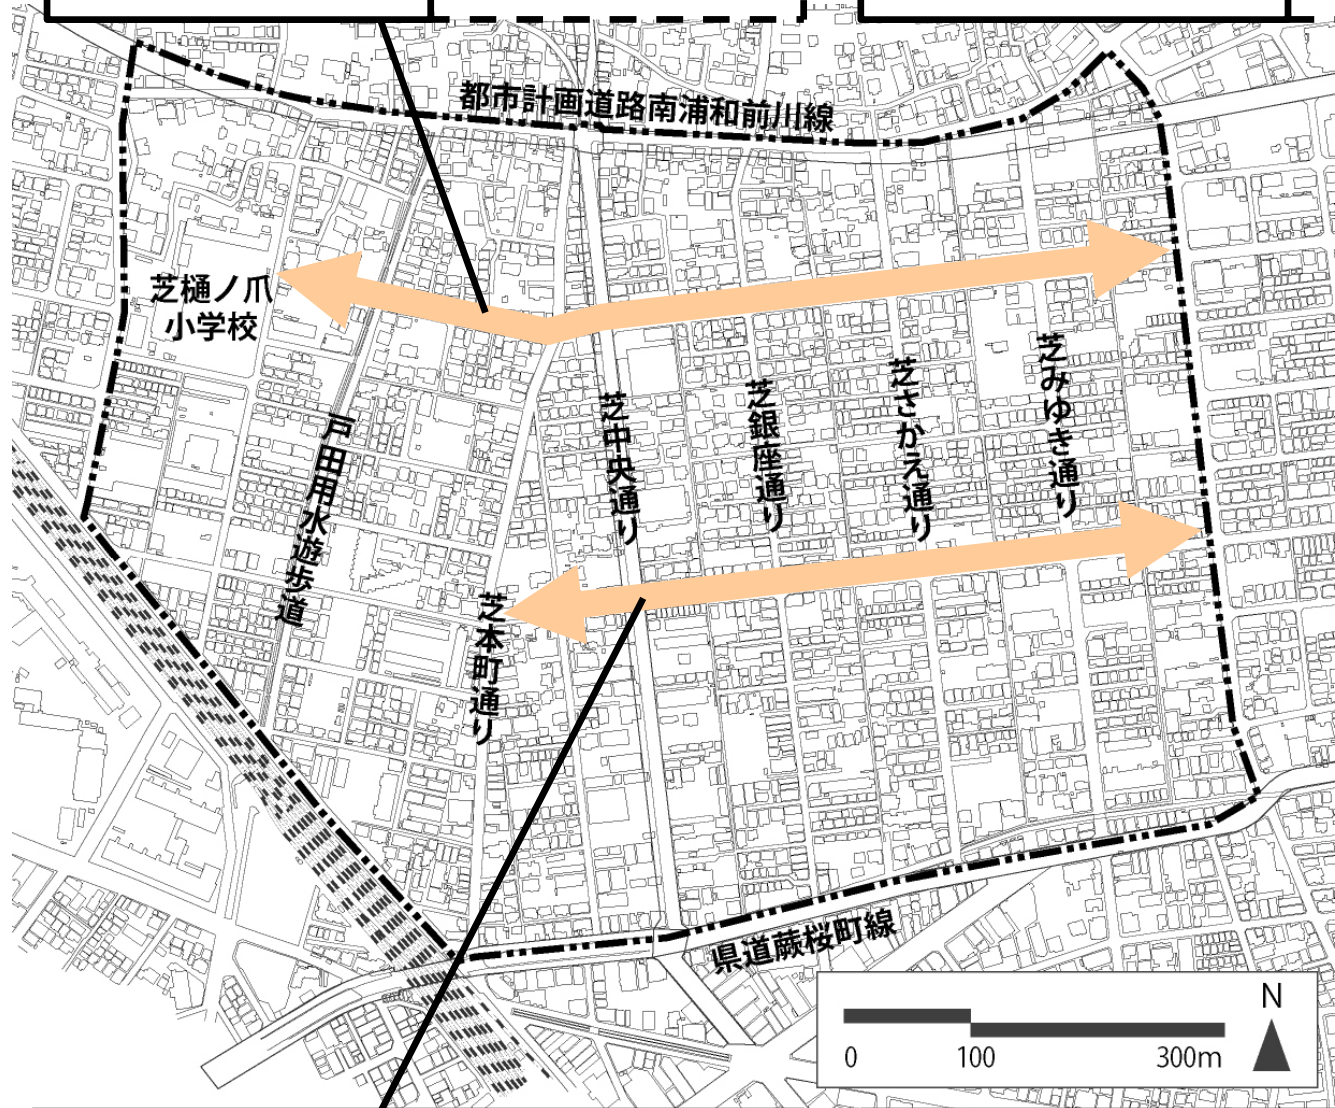 都市計画道路南浦和前川線
芝樋ノ爪
小学校
戸田用水遊歩道
芝本町通り
芝中央通り
芝銀座通り
芝さかえ通り
芝みゆき通り
県道蕨桜町線
N
0 100 300m